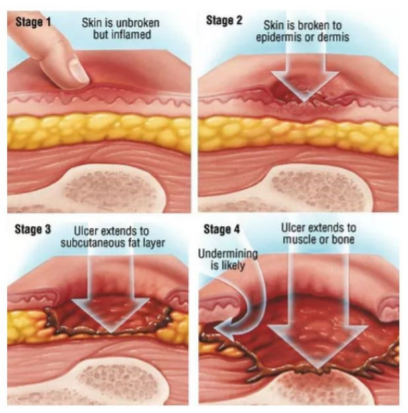 Stage 1
Skin is unbroken
but inflamed
Stage 2
Skin is broken to
epidermis or dermis
Stage 3
Ulcer extends to
subcutaneous fat layer
Stage 4
Ulcer extends to
muscle or bone
Undermining
is likely